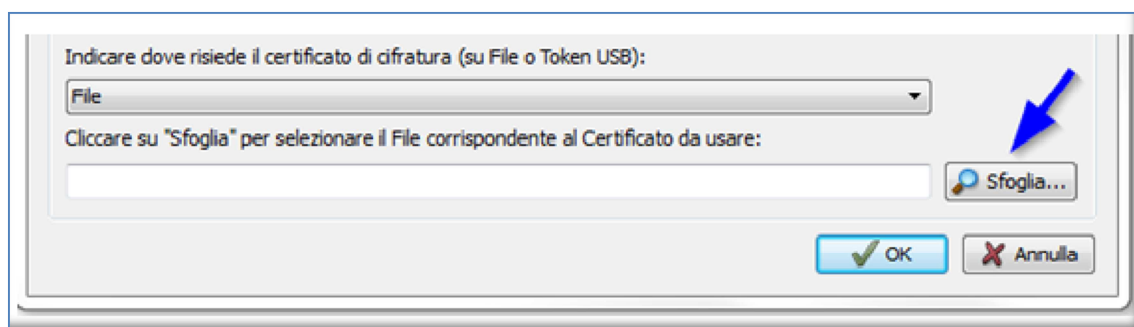 Indicare dove risiede il certificato di cifratura (su File o Token USB):
File
Cliccare su "Sfoglia" per selezionare il File corrispondente al Certificato da usare:
Sfoglia...
OK
Annulla